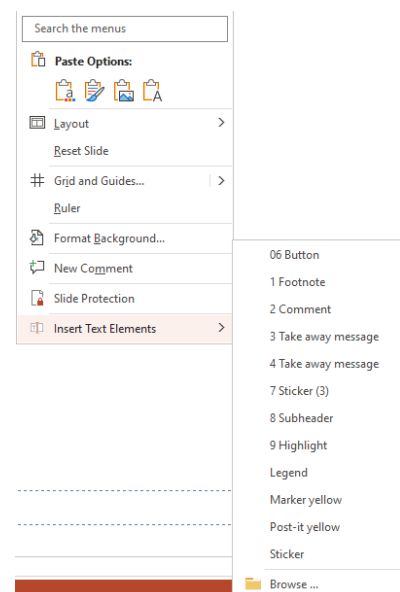 Search the menus
Paste Options:
Layout
Reset Slide
Grid and Guides...
Ruler
Format Background...
New Comment
Slide Protection
Insert Text Elements
06 Button
1 Footnote
2 Comment
3 Take away message
4 Take away message
7 Sticker (3)
8 Subheader
9 Highlight
Legend
Marker yellow
Post-it yellow
Sticker
Browse ...